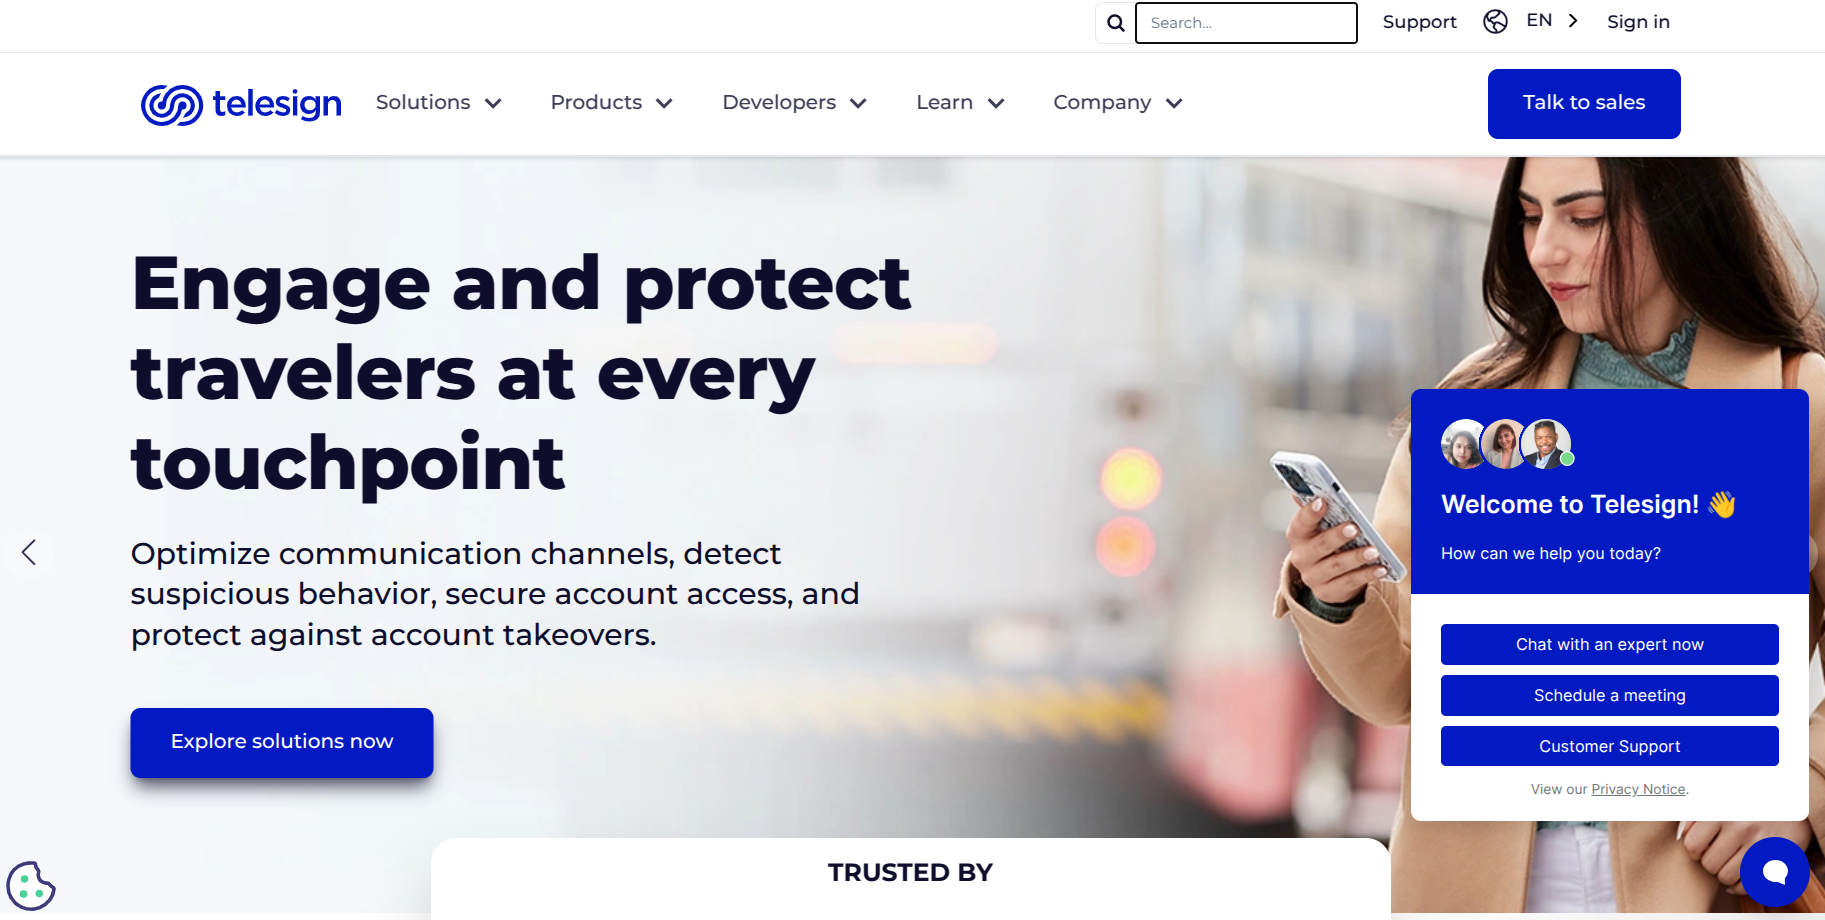 Search...
Support
EN
Sign in
telesign
Solutions
Products
Developers
Learn
Company
Talk to sales
Engage and protect
travelers at every
touchpoint
Optimize communication channels, detect
suspicious behavior, secure account access, and
protect against account takeovers.
Explore solutions now
Welcome to Telesign! 👋
How can we help you today?
Chat with an expert now
Schedule a meeting
Customer Support
View our Privacy Notice.
TRUSTED BY